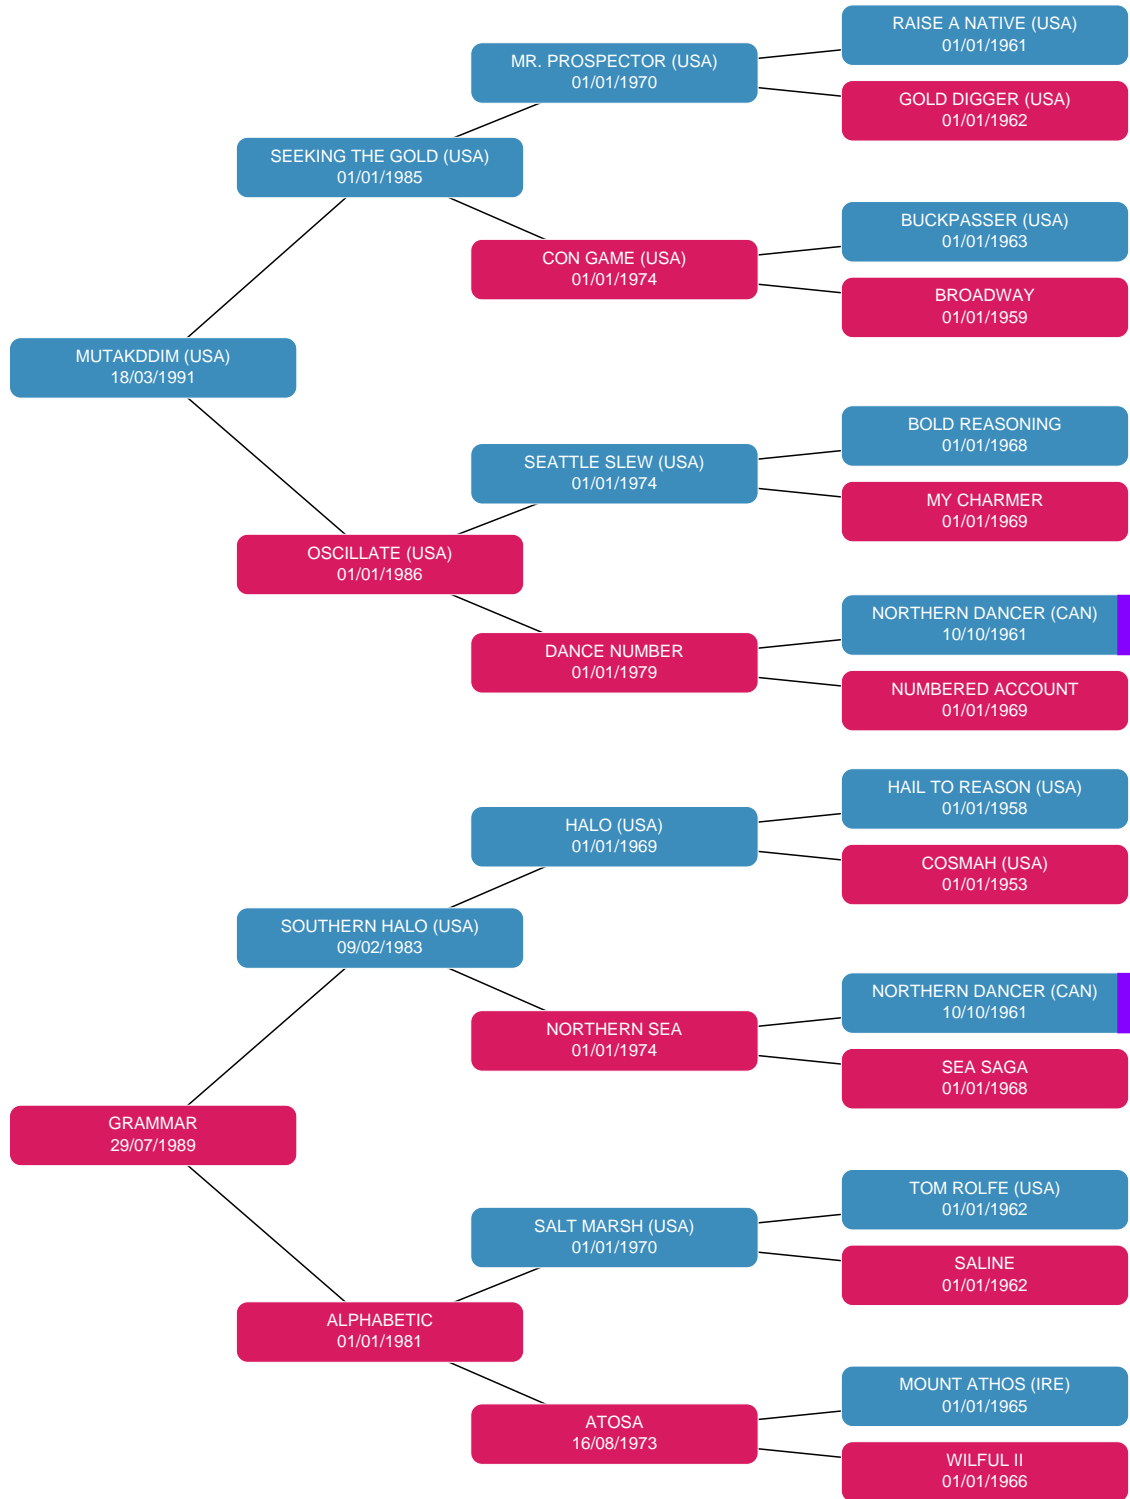 RAISE A NATIVE (USA)
01/01/1961
MR. PROSPECTOR (USA)
01/01/1970
GOLD DIGGER (USA)
01/01/1962
SEEKING THE GOLD (USA)
01/01/1985
BUCKPASSER (USA)
01/01/1963
CON GAME (USA)
01/01/1974
BROADWAY
01/01/1959
MUTAKDDIM (USA)
18/03/1991
BOLD REASONING
01/01/1968
SEATTLE SLEW (USA)
01/01/1974
MY CHARMER
01/01/1969
OSCILLATE (USA)
01/01/1986
NORTHERN DANCER (CAN)
10/10/1961
DANCE NUMBER
01/01/1979
NUMBERED ACCOUNT
01/01/1969
HAIL TO REASON (USA)
01/01/1958
HALO (USA)
01/01/1969
COSMAH (USA)
01/01/1953
SOUTHERN HALO (USA)
09/02/1983
NORTHERN DANCER (CAN)
10/10/1961
NORTHERN SEA
01/01/1974
SEA SAGA
01/01/1968
GRAMMAR
29/07/1989
TOM ROLFE (USA)
01/01/1962
SALT MARSH (USA)
01/01/1970
SALINE
01/01/1962
ALPHABETIC
01/01/1981
MOUNT ATHOS (IRE)
01/01/1965
ATOSA
16/08/1973
WILFUL II
01/01/1966